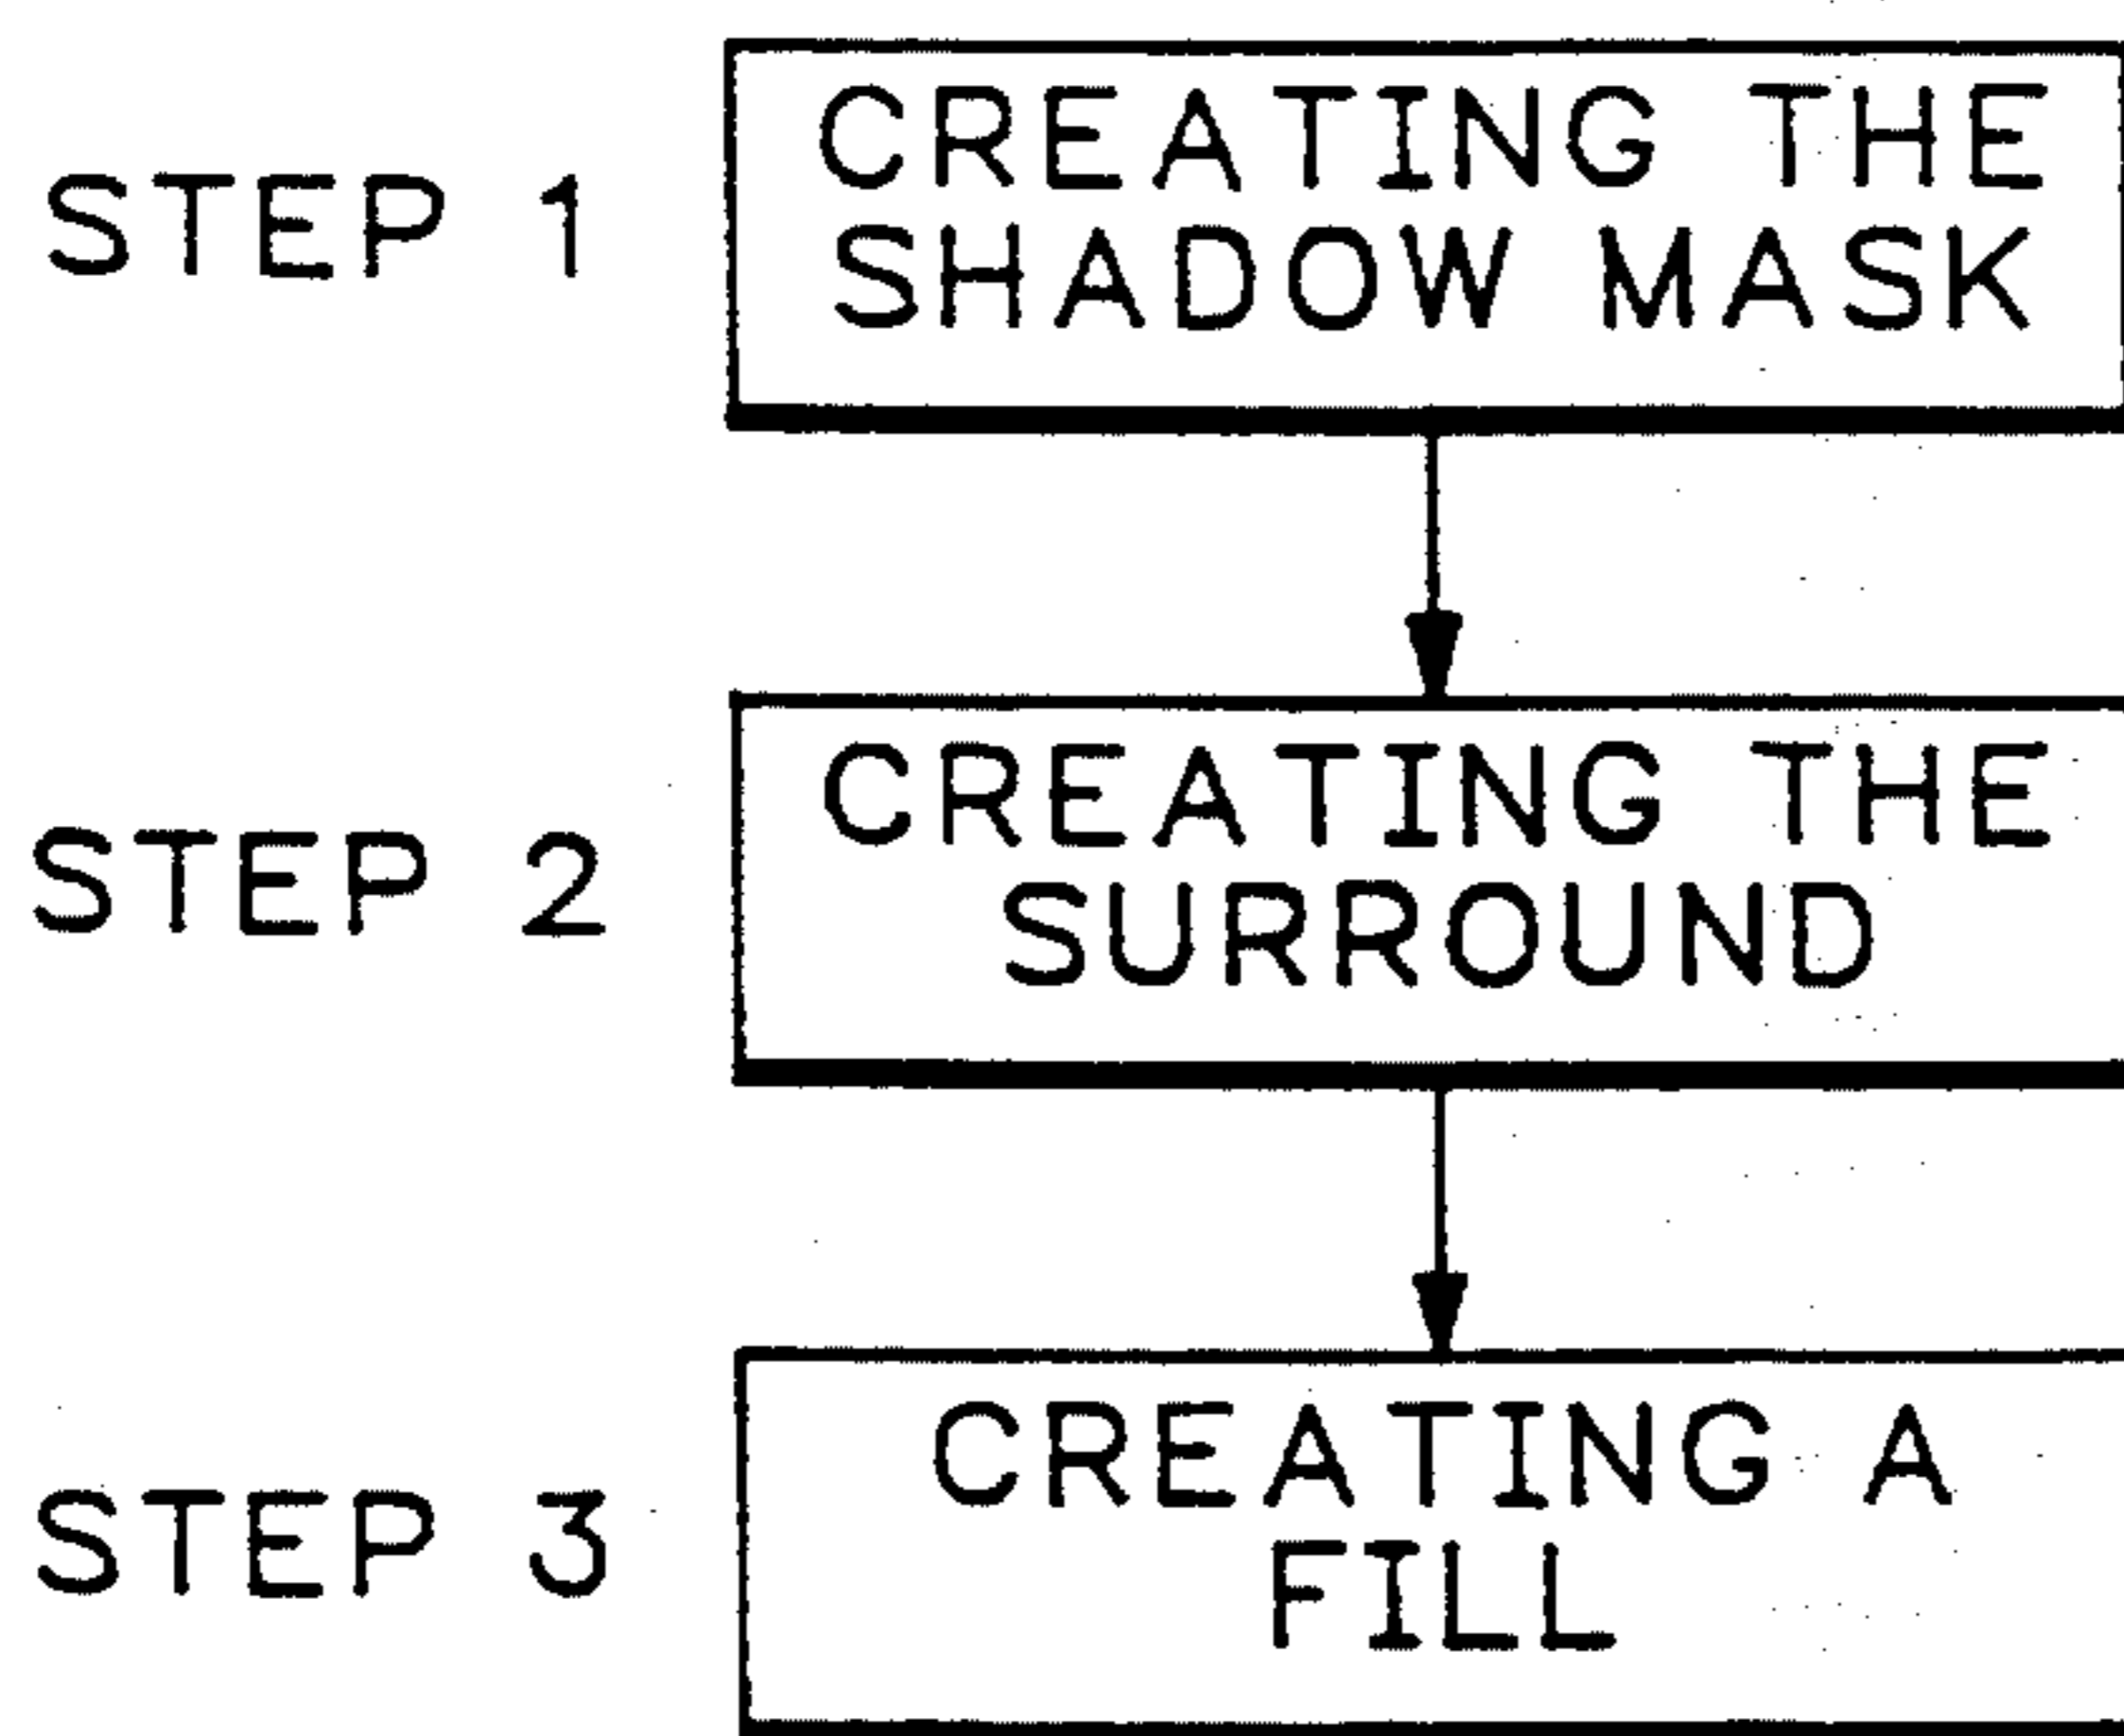 STEP 1
CREATING THE
SHADOW MASK
STEP 2
CREATING THE
SURROUND
STEP 3
CREATING A
FILL